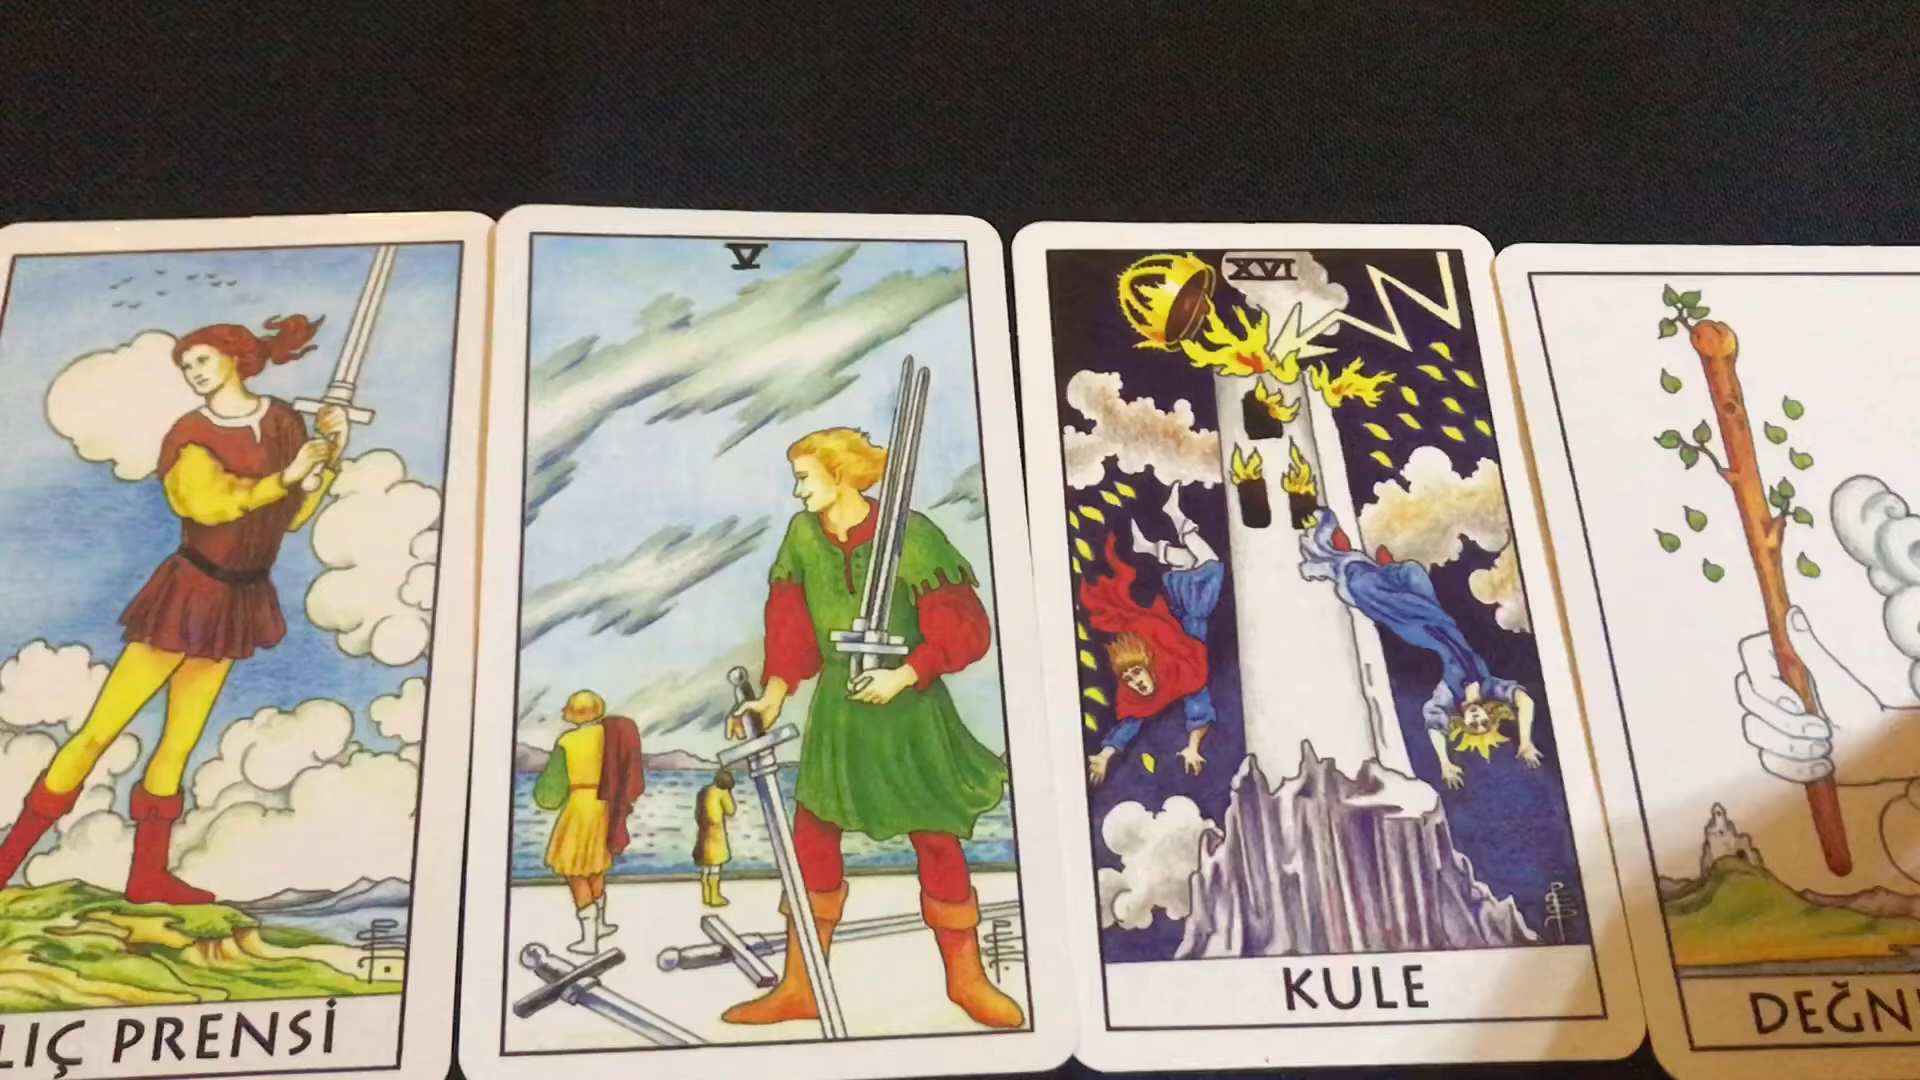 V
XVI
LIÇ PRENSİ
KULE
DEĞN